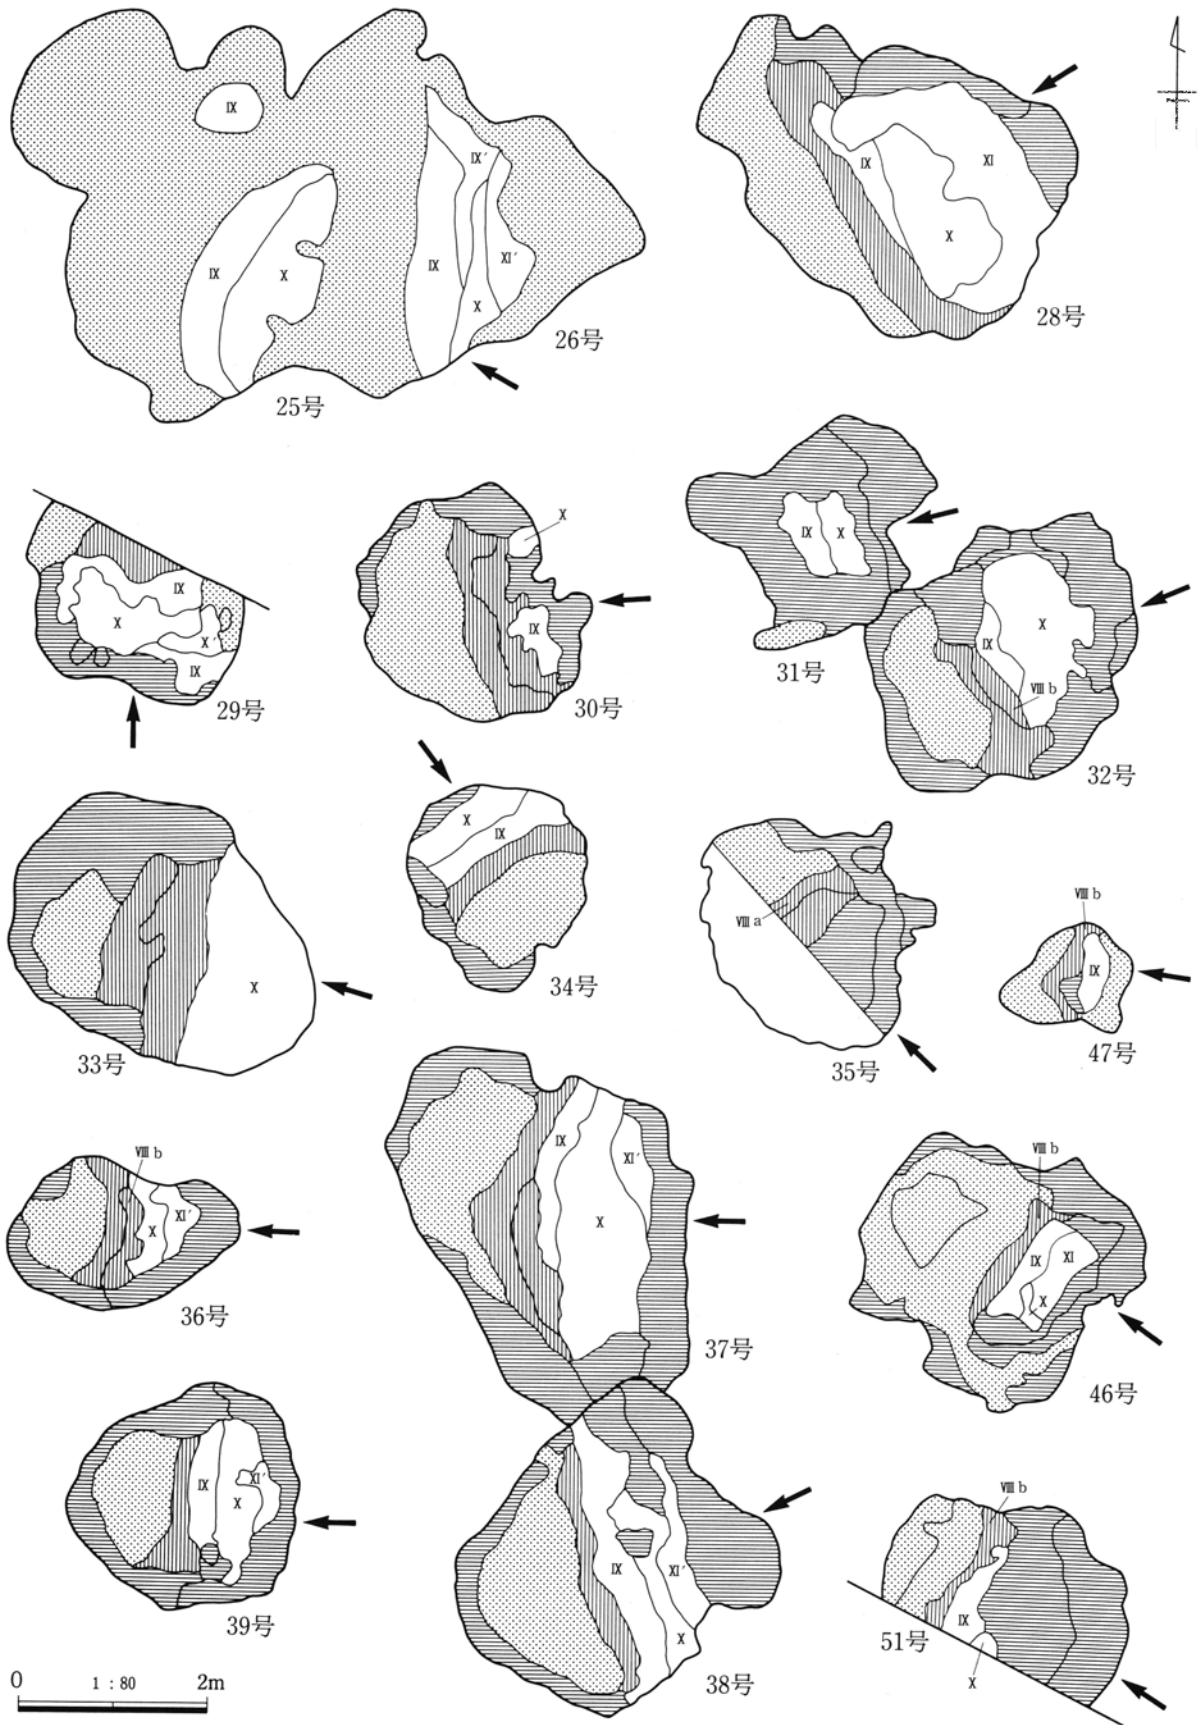 IX
IX
X
IX′
IX
XI′
X
26号
25号
XI
IX
X
28号
IX
X
X′
IX
29号
X
IX
30号
IX
X
31号
X
IX
Ⅷb
32号
X
33号
X
IX
34号
Ⅷa
35号
Ⅷb
IX
47号
Ⅷb
X
XI′
36号
IX
XI′
X
37号
Ⅷb
IX
XI
X
46号
IX
XI′
X
39号
IX
XI′
X
38号
Ⅷb
IX
X
51号
0 1：80 2m